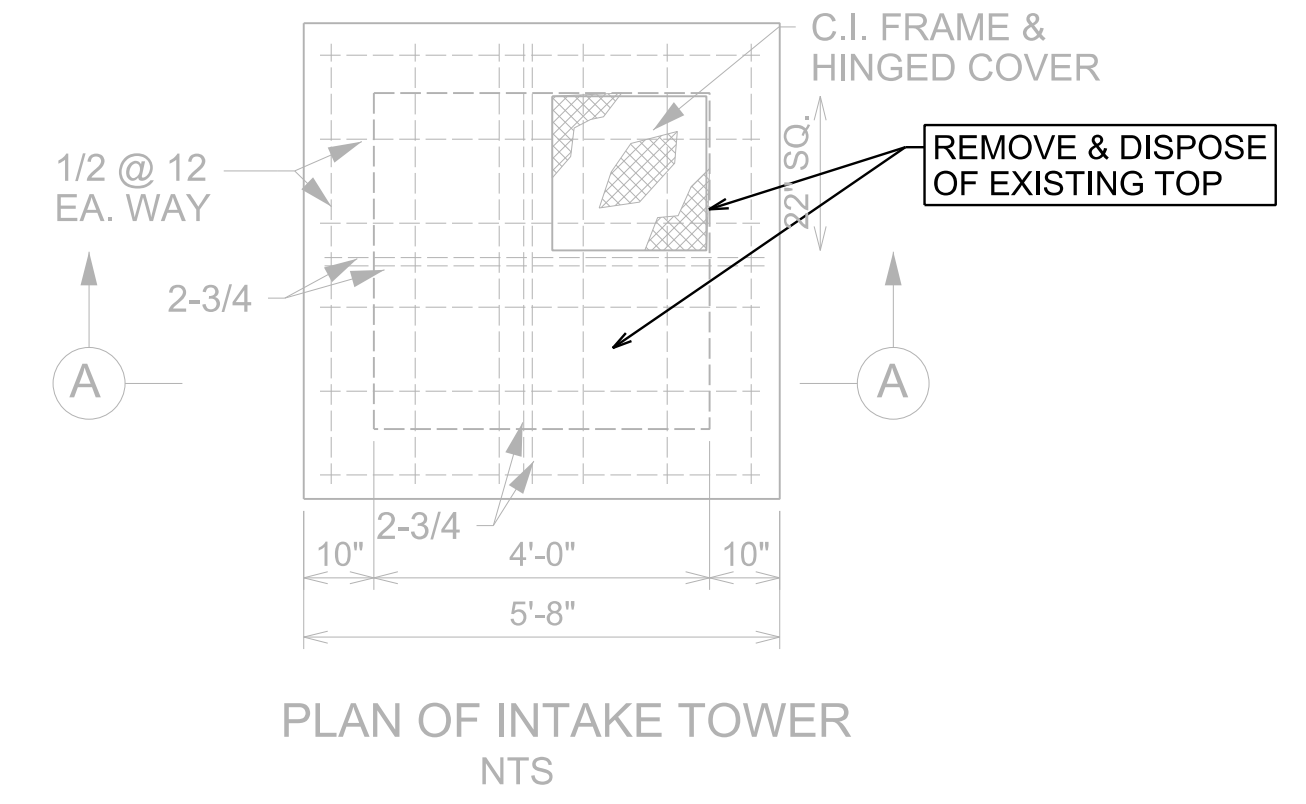 C.I. FRAME &
HINGED COVER
22" SQ.
REMOVE & DISPOSE
OF EXISTING TOP
1/2 @ 12
EA. WAY
2-3/4
A
A
2-3/4
10"
4'-0"
10"
5'-8"
PLAN OF INTAKE TOWER
NTS